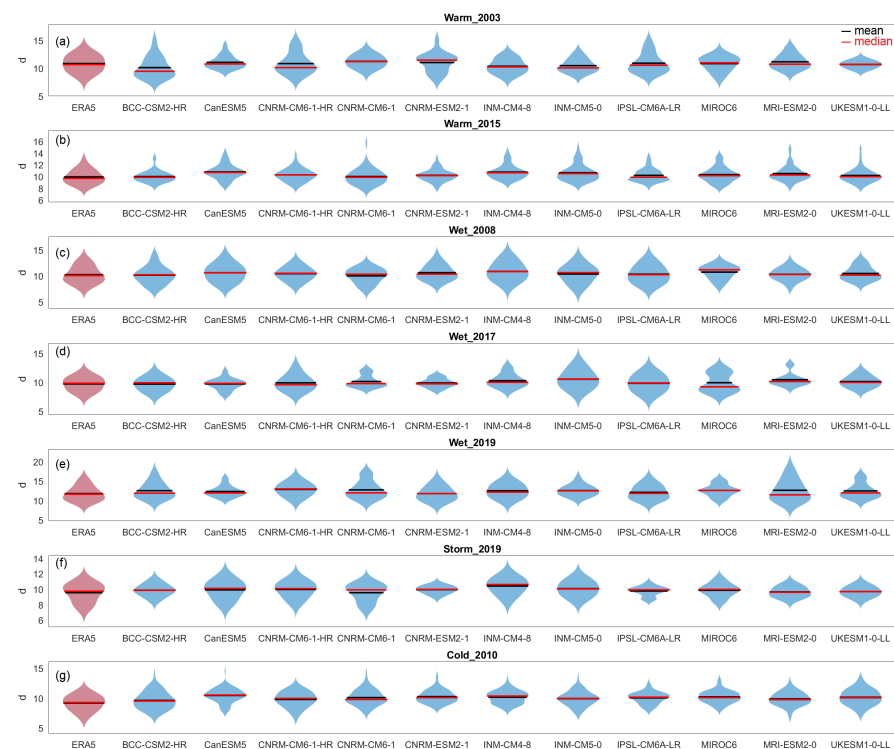 Warm_2003
(a)
mean
median
15
10
5
d
ERA5 BCC-CSM2-HR CanESM5 CNRM-CM6-1-HR CNRM-CM6-1 CNRM-ESM2-1 INM-CM4-8 INM-CM5-0 IPSL-CM6A-LR MIROC6 MRI-ESM2-0 UKESM1-0-LL
Warm_2015
(b)
16
14
12
10
8
6
d
ERA5 BCC-CSM2-HR CanESM5 CNRM-CM6-1-HR CNRM-CM6-1 CNRM-ESM2-1 INM-CM4-8 INM-CM5-0 IPSL-CM6A-LR MIROC6 MRI-ESM2-0 UKESM1-0-LL
Wet_2008
(c)
15
10
5
d
ERA5 BCC-CSM2-HR CanESM5 CNRM-CM6-1-HR CNRM-CM6-1 CNRM-ESM2-1 INM-CM4-8 INM-CM5-0 IPSL-CM6A-LR MIROC6 MRI-ESM2-0 UKESM1-0-LL
Wet_2017
(d)
15
10
5
d
ERA5 BCC-CSM2-HR CanESM5 CNRM-CM6-1-HR CNRM-CM6-1 CNRM-ESM2-1 INM-CM4-8 INM-CM5-0 IPSL-CM6A-LR MIROC6 MRI-ESM2-0 UKESM1-0-LL
Wet_2019
(e)
20
15
10
5
d
ERA5 BCC-CSM2-HR CanESM5 CNRM-CM6-1-HR CNRM-CM6-1 CNRM-ESM2-1 INM-CM4-8 INM-CM5-0 IPSL-CM6A-LR MIROC6 MRI-ESM2-0 UKESM1-0-LL
Storm_2019
(f)
14
12
10
8
6
d
ERA5 BCC-CSM2-HR CanESM5 CNRM-CM6-1-HR CNRM-CM6-1 CNRM-ESM2-1 INM-CM4-8 INM-CM5-0 IPSL-CM6A-LR MIROC6 MRI-ESM2-0 UKESM1-0-LL
Cold_2010
(g)
15
10
5
d
ERA5 BCC-CSM2-HR CanESM5 CNRM-CM6-1-HR CNRM-CM6-1 CNRM-ESM2-1 INM-CM4-8 INM-CM5-0 IPSL-CM6A-LR MIROC6 MRI-ESM2-0 UKESM1-0-LL